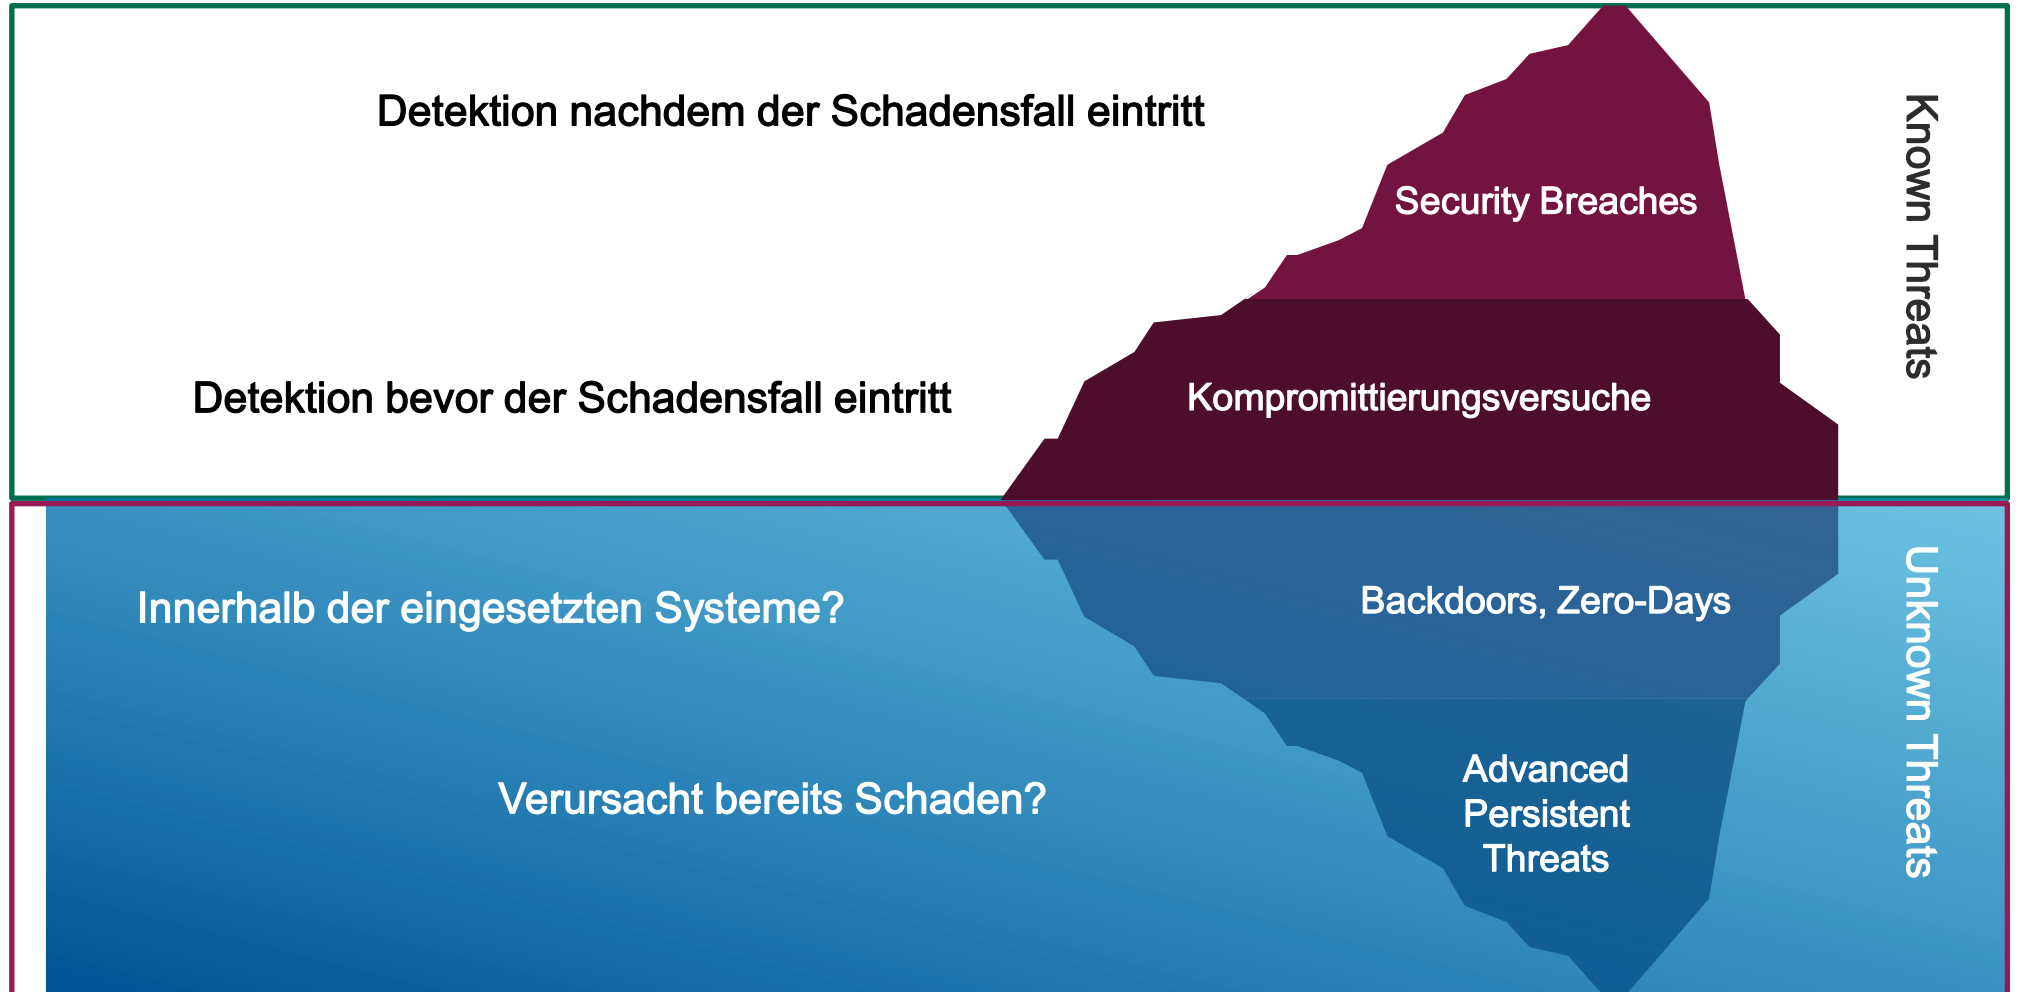 Detektion nachdem der Schadensfall eintritt
Security Breaches
Known Threats
Detektion bevor der Schadensfall eintritt
Kompromittierungsversuche
Innerhalb der eingesetzten Systeme?
Backdoors, Zero-Days
Unknown Threats
Verursacht bereits Schaden?
Advanced
Persistent
Threats